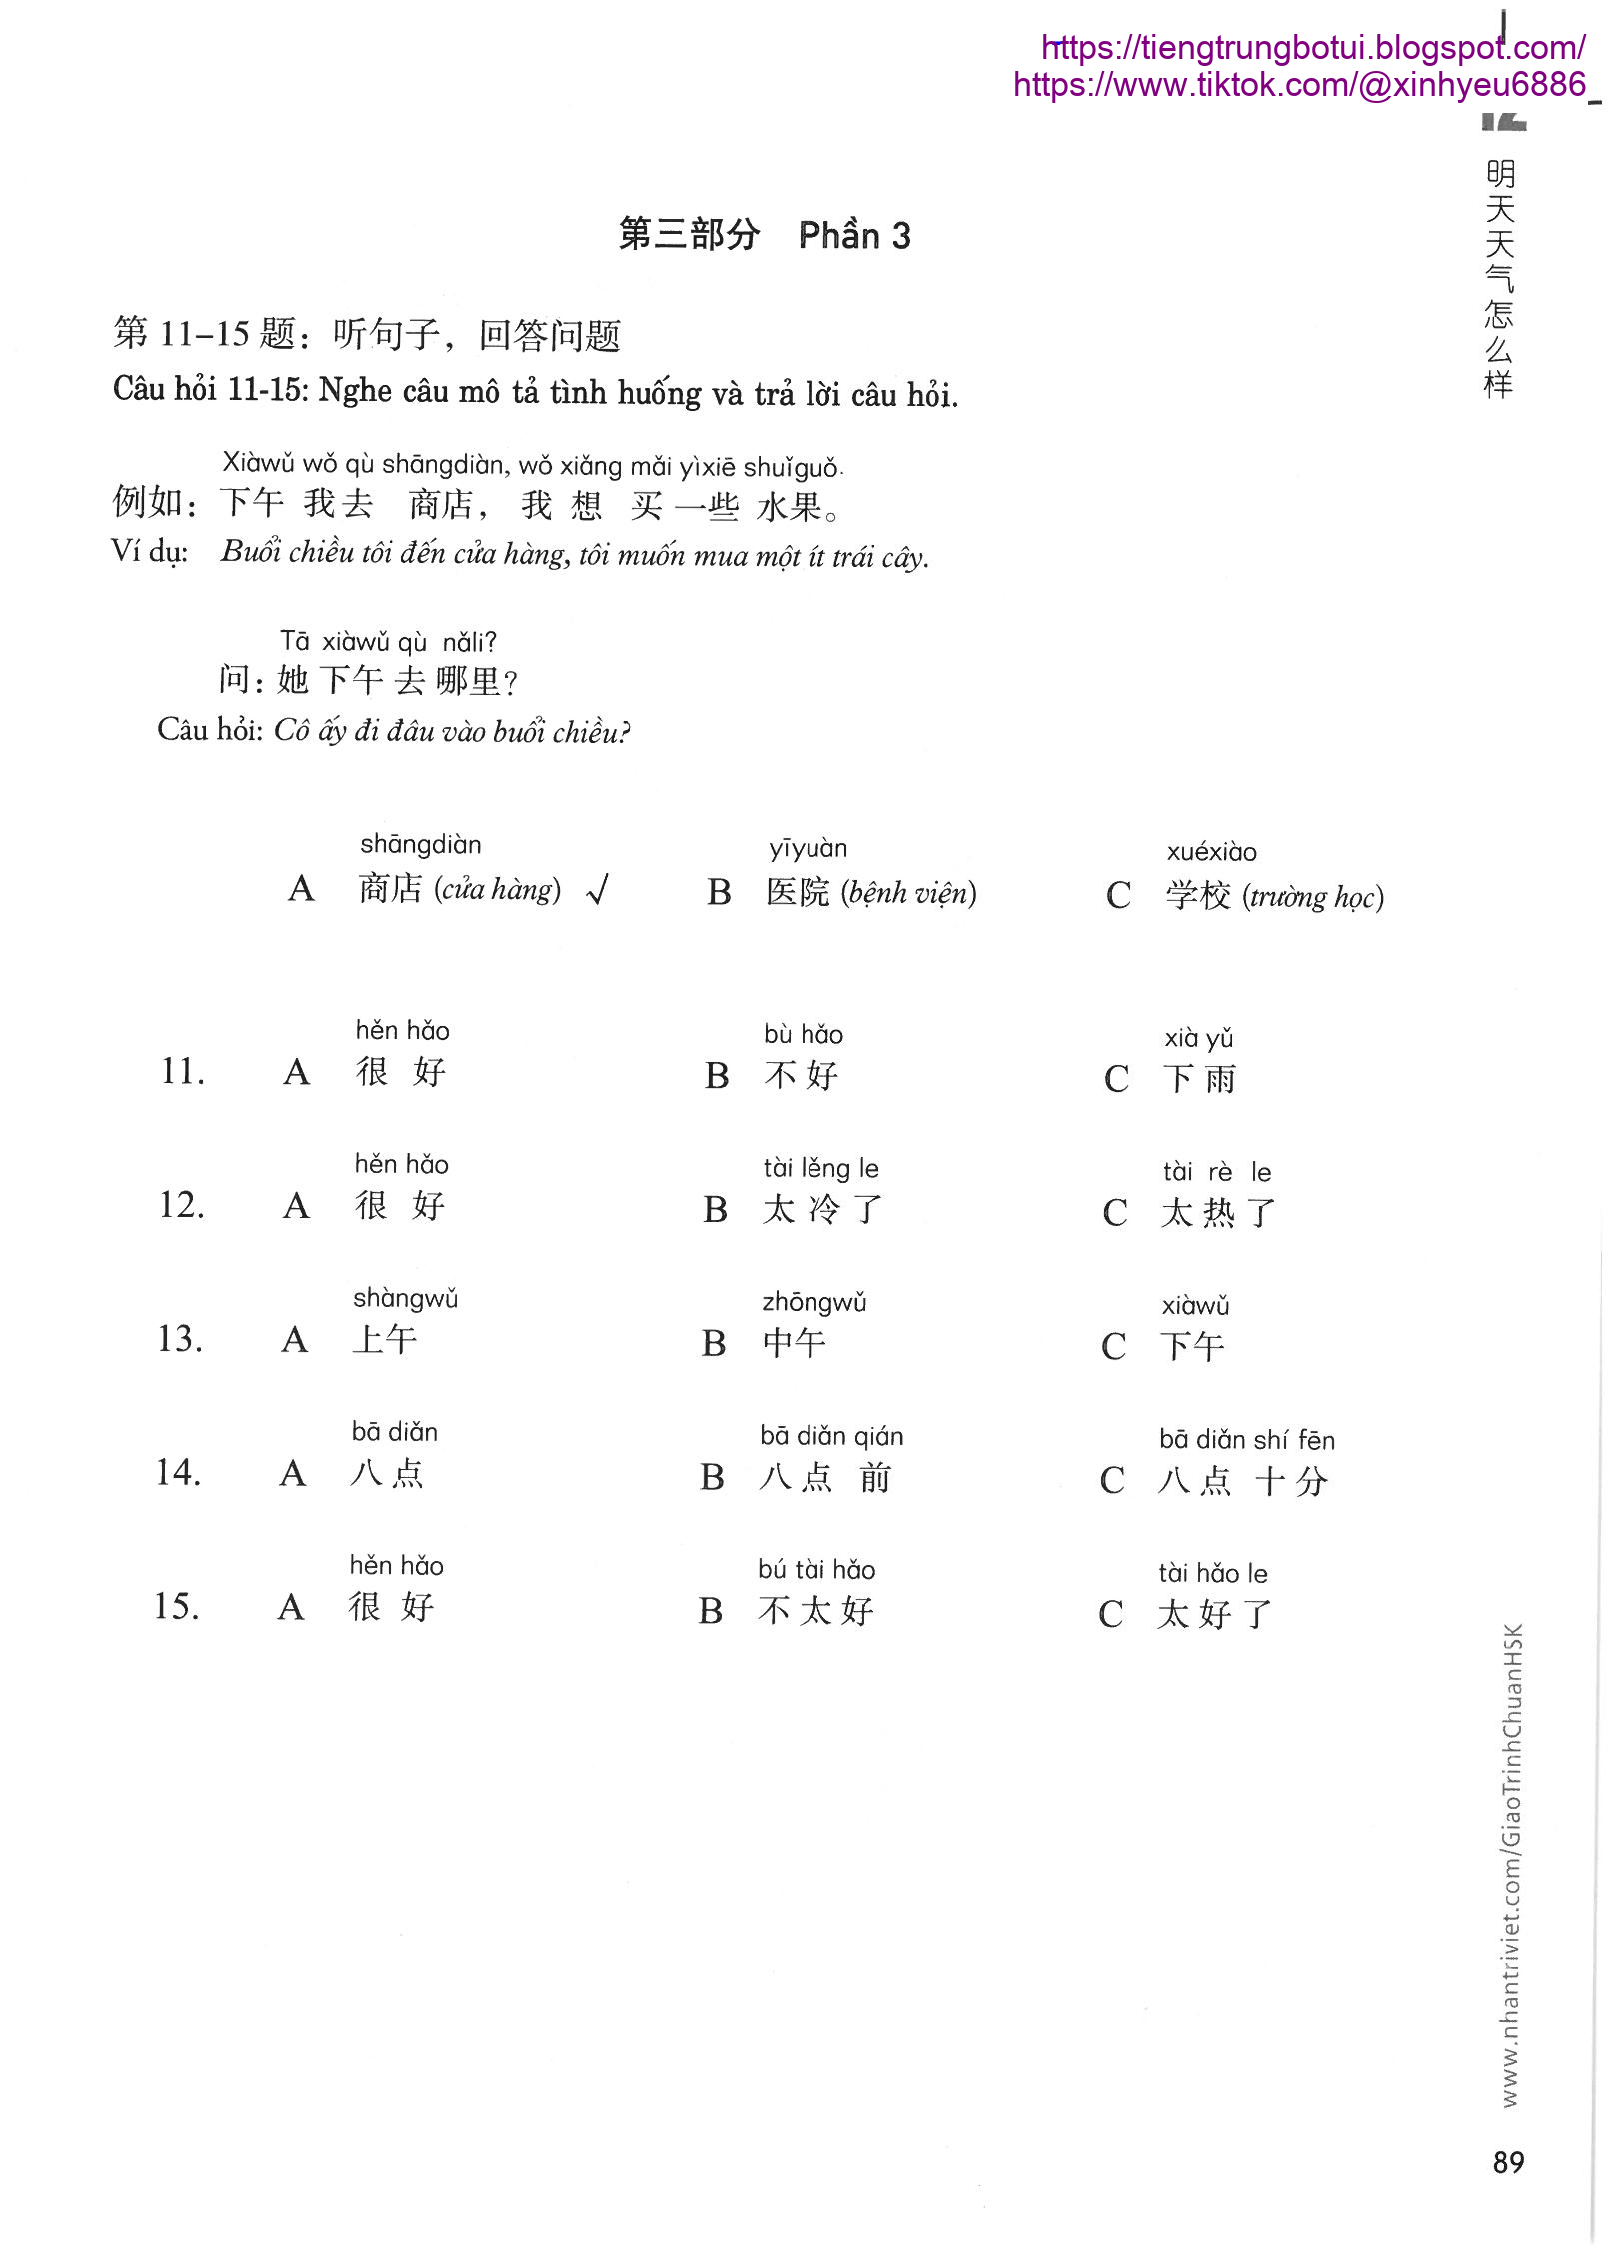 https://tiengtrungbotui.blogspot.com/
https://www.tiktok.com/@xinhyeu6886
12
明天天气怎么样
第三部分 Phần 3
第 11-15 题：听句子，回答问题
Câu hỏi 11-15: Nghe câu mô tả tình huống và trả lời câu hỏi.
Xiàwǔ wǒ qù shāngdiàn, wǒ xiǎng mǎi yìxiē shuǐguǒ.
例如：下午 我去 商店， 我 想 买 一些 水果。
Ví dụ: Buổi chiều tôi đến cửa hàng, tôi muốn mua một ít trái cây.
Tā xiàwǔ qù nǎli?
问：她 下午 去 哪里？
Câu hỏi: Cô ấy đi đâu vào buổi chiều?
shāngdiàn yīyuàn xuéxiào
A 商店 (cửa hàng) √ B 医院 (bệnh viện) C 学校 (trường học)
hěn hǎo bù hǎo xià yǔ
11. A 很 好 B 不 好 C 下 雨
hěn hǎo tài lěng le tài rè le
12. A 很 好 B 太 冷 了 C 太 热 了
shàngwǔ zhōngwǔ xiàwǔ
13. A 上午 B 中午 C 下午
bā diǎn bā diǎn qián bā diǎn shí fēn
14. A 八 点 B 八 点 前 C 八 点 十 分
hěn hǎo bú tài hǎo tài hǎo le
15. A 很 好 B 不 太 好 C 太 好 了
www.nhantriviet.com/GiaoTrinhChuanHSK
89